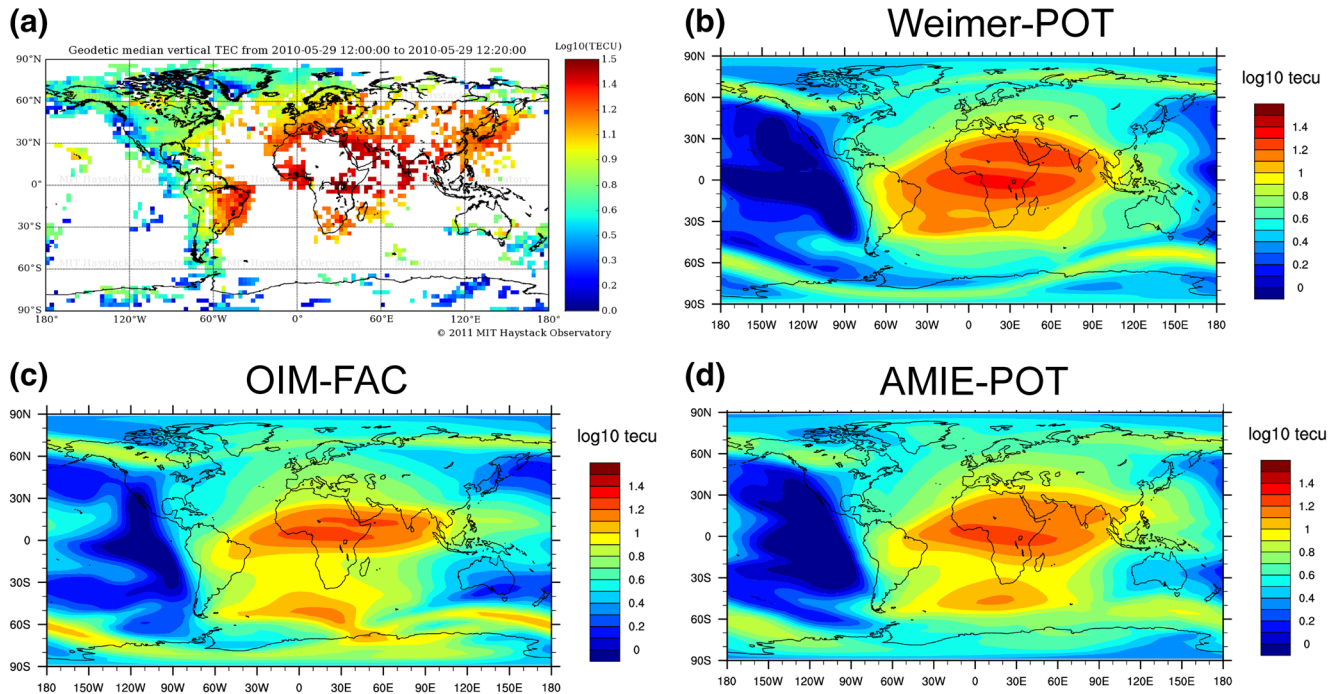 (a)
Geodetic median vertical TEC from 2010-05-29 12:00:00 to 2010-05-29 12:20:00
Log10(TECU)
90°N
60°N
30°N
0°
30°S
60°S
90°S
180°
120°W
60°W
0°
60°E
120°E
180°
1.5
1.4
1.2
1.1
0.9
0.8
0.6
0.5
0.3
0.2
0.0
© 2011 MIT Haystack Observatory
(b)
Weimer-POT
90N
60N
30N
0
30S
60S
90S
180
150W
120W
90W
60W
30W
0
30E
60E
90E
120E
150E
180
log10 tecu
1.4
1.2
1
0.8
0.6
0.4
0.2
0
(c)
OIM-FAC
90N
60N
30N
0
30S
60S
90S
180
150W
120W
90W
60W
30W
0
30E
60E
90E
120E
150E
180
log10 tecu
1.4
1.2
1
0.8
0.6
0.4
0.2
0
(d)
AMIE-POT
90N
60N
30N
0
30S
60S
90S
180
150W
120W
90W
60W
30W
0
30E
60E
90E
120E
150E
180
log10 tecu
1.4
1.2
1
0.8
0.6
0.4
0.2
0